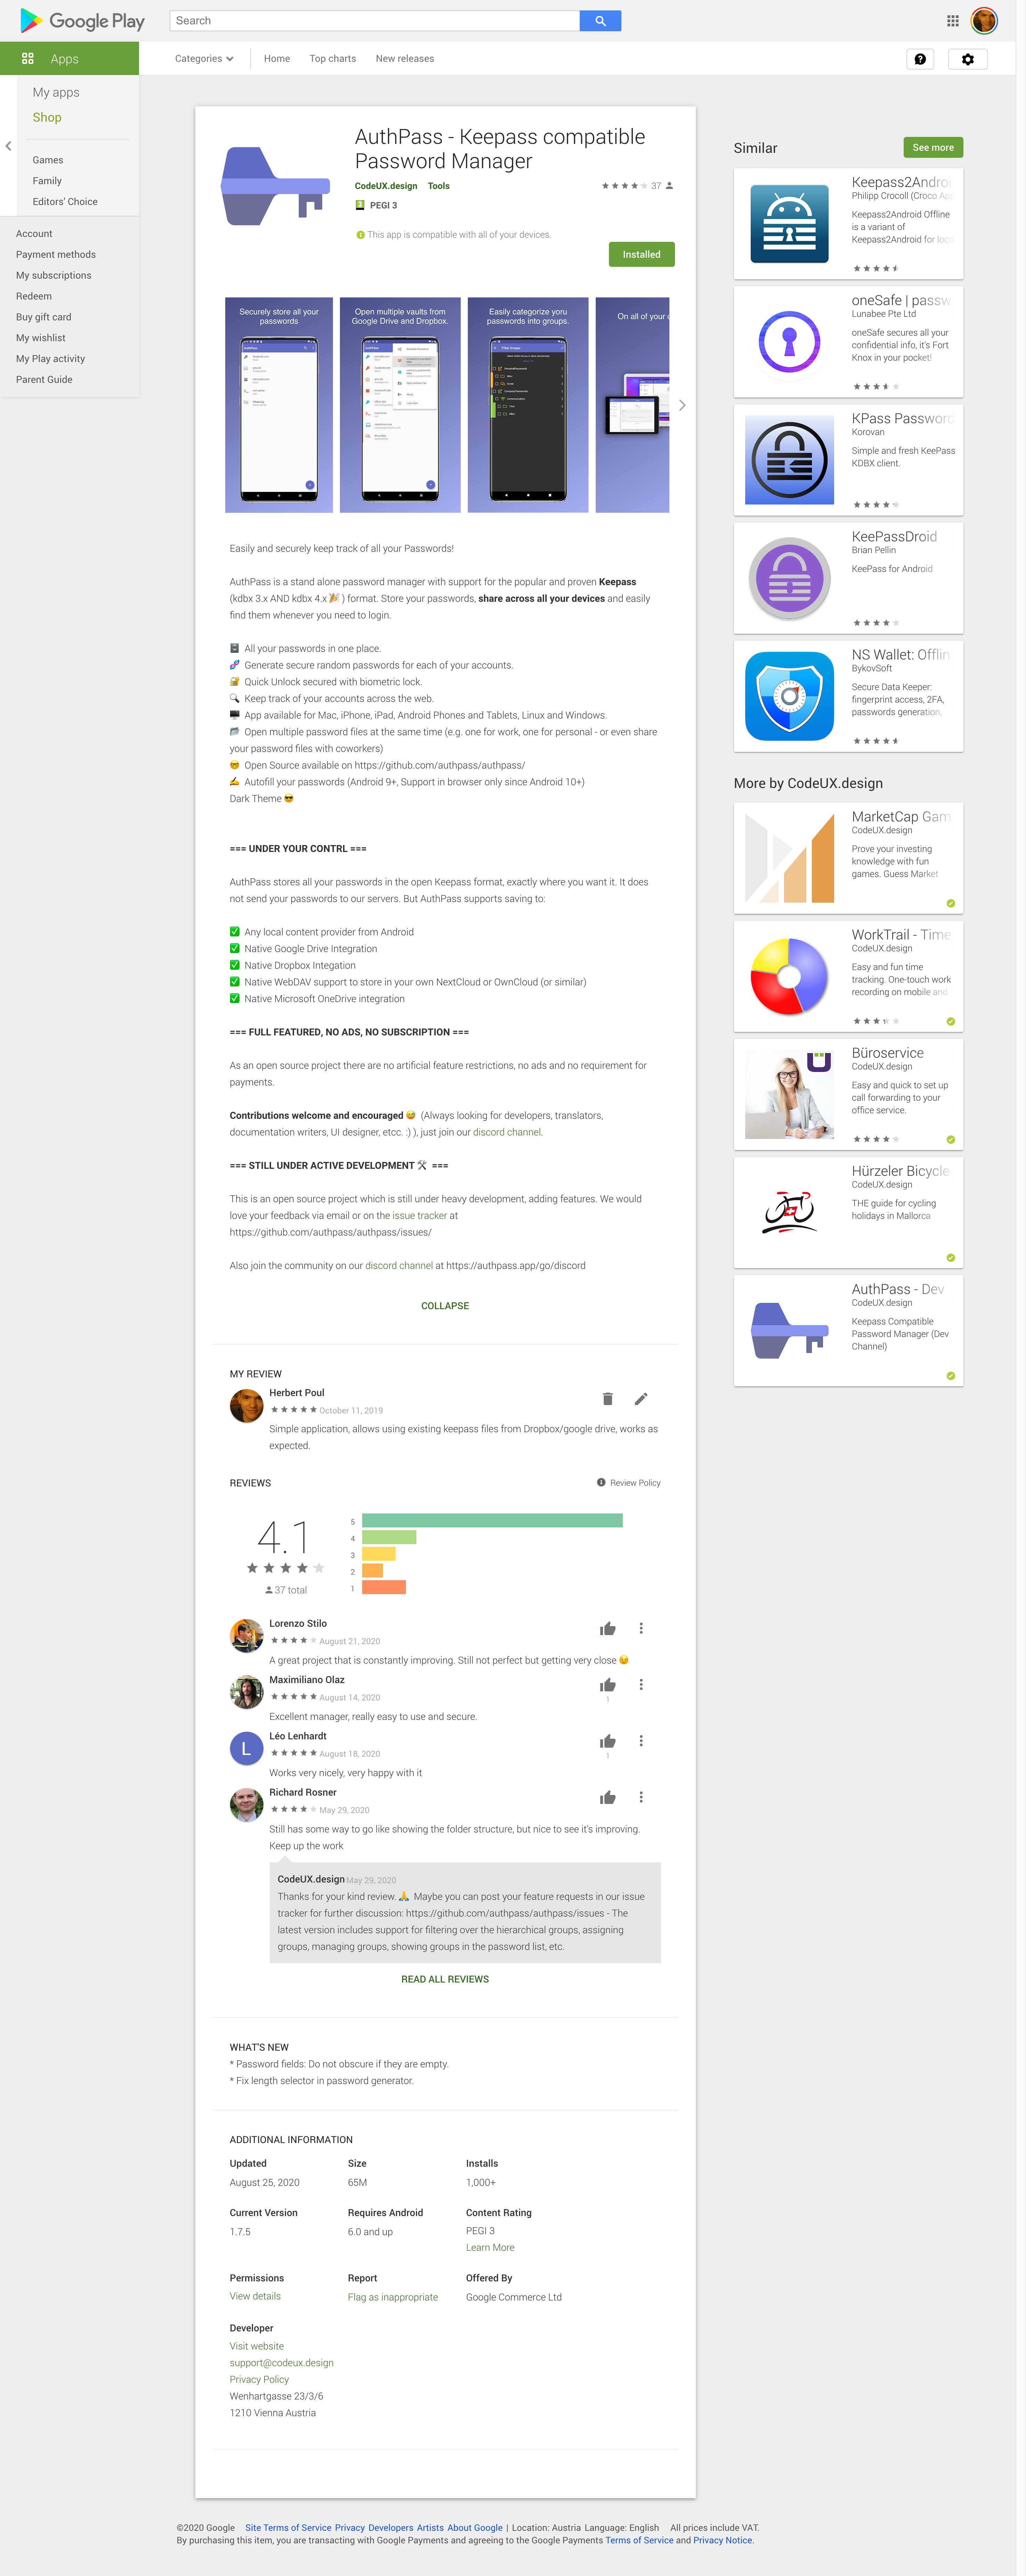 Google Play
Search
Apps
Categories
Home
Top charts
New releases
My apps
Shop
Games
Family
Editors' Choice
Account
Payment methods
My subscriptions
Redeem
Buy gift card
My wishlist
My Play activity
Parent Guide
AuthPass - Keepass compatible
Password Manager
CodeUX.design Tools
37
PEGI 3
This app is compatible with all of your devices.
Installed
Securely store all your
passwords
Open multiple vaults from
Google Drive and Dropbox.
Easily categorize yoru
passwords into groups.
On all of your
Easily and securely keep track of all your Passwords!
AuthPass is a stand alone password manager with support for the popular and proven Keepass
(kdbx 3.x AND kdbx 4.x 🎉 ) format. Store your passwords, share across all your devices and easily
find them whenever you need to login.
🗄️ All your passwords in one place.
🧬 Generate secure random passwords for each of your accounts.
🔐 Quick Unlock secured with biometric lock.
🔍 Keep track of your accounts across the web.
🖥️ App available for Mac, iPhone, iPad, Android Phones and Tablets, Linux and Windows.
🗃️ Open multiple password files at the same time (e.g. one for work, one for personal - or even share
your password files with coworkers)
🤓 Open Source available on https://github.com/authpass/authpass/
✍️ Autofill your passwords (Android 9+, Support in browser only since Android 10+)
Dark Theme 😎
=== UNDER YOUR CONTRL ===
AuthPass stores all your passwords in the open Keepass format, exactly where you want it. It does
not send your passwords to our servers. But AuthPass supports saving to:
✅ Any local content provider from Android
✅ Native Google Drive Integration
✅ Native Dropbox Integation
✅ Native WebDAV support to store in your own NextCloud or OwnCloud (or similar)
✅ Native Microsoft OneDrive integration
=== FULL FEATURED, NO ADS, NO SUBSCRIPTION ===
As an open source project there are no artificial feature restrictions, no ads and no requirement for
payments.
Contributions welcome and encouraged 😅 (Always looking for developers, translators,
documentation writers, UI designer, etcc. :) ), just join our discord channel.
=== STILL UNDER ACTIVE DEVELOPMENT 🛠 ===
This is an open source project which is still under heavy development, adding features. We would
love your feedback via email or on the issue tracker at
https://github.com/authpass/authpass/issues/
Also join the community on our discord channel at https://authpass.app/go/discord
COLLAPSE
MY REVIEW
Herbert Poul
October 11, 2019
Simple application, allows using existing keepass files from Dropbox/google drive, works as
expected.
REVIEWS
Review Policy
4.1
37 total
5
4
3
2
1
Lorenzo Stilo
August 21, 2020
A great project that is constantly improving. Still not perfect but getting very close 😉
Maximiliano Olaz
August 14, 2020
1
Excellent manager, really easy to use and secure.
L
Léo Lenhardt
August 18, 2020
1
Works very nicely, very happy with it
Richard Rosner
May 29, 2020
Still has some way to go like showing the folder structure, but nice to see it's improving.
Keep up the work
CodeUX.design May 29, 2020
Thanks for your kind review. 🙏 Maybe you can post your feature requests in our issue
tracker for further discussion: https://github.com/authpass/authpass/issues - The
latest version includes support for filtering over the hierarchical groups, assigning
groups, managing groups, showing groups in the password list, etc.
READ ALL REVIEWS
WHAT'S NEW
* Password fields: Do not obscure if they are empty.
* Fix length selector in password generator.
ADDITIONAL INFORMATION
Updated
August 25, 2020
Size
65M
Installs
1,000+
Current Version
1.7.5
Requires Android
6.0 and up
Content Rating
PEGI 3
Learn More
Permissions
View details
Report
Flag as inappropriate
Offered By
Google Commerce Ltd
Developer
Visit website
support@codeux.design
Privacy Policy
Wenhartgasse 23/3/6
1210 Vienna Austria
Similar
See more
Keepass2Androi
Philipp Crocoll (Croco Ap
Keepass2Android Offline
is a variant of
Keepass2Android for loca
oneSafe | passw
Lunabee Pte Ltd
oneSafe secures all your
confidential info, it's Fort
Knox in your pocket!
KPass Password
Korovan
Simple and fresh KeePass
KDBX client.
KeePassDroid
Brian Pellin
KeePass for Android
NS Wallet: Offlin
BykovSoft
Secure Data Keeper:
fingerprint access, 2FA,
passwords generation,
More by CodeUX.design
MarketCap Gam
CodeUX.design
Prove your investing
knowledge with fun
games. Guess Market
WorkTrail - Time
CodeUX.design
Easy and fun time
tracking. One-touch work
recording on mobile and
Büroservice
CodeUX.design
Easy and quick to set up
call forwarding to your
office service.
Hürzeler Bicycle
CodeUX.design
THE guide for cycling
holidays in Mallorca
AuthPass - Dev
CodeUX.design
Keepass Compatible
Password Manager (Dev
Channel)
©2020 Google Site Terms of Service Privacy Developers Artists About Google | Location: Austria Language: English All prices include VAT.
By purchasing this item, you are transacting with Google Payments and agreeing to the Google Payments Terms of Service and Privacy Notice.